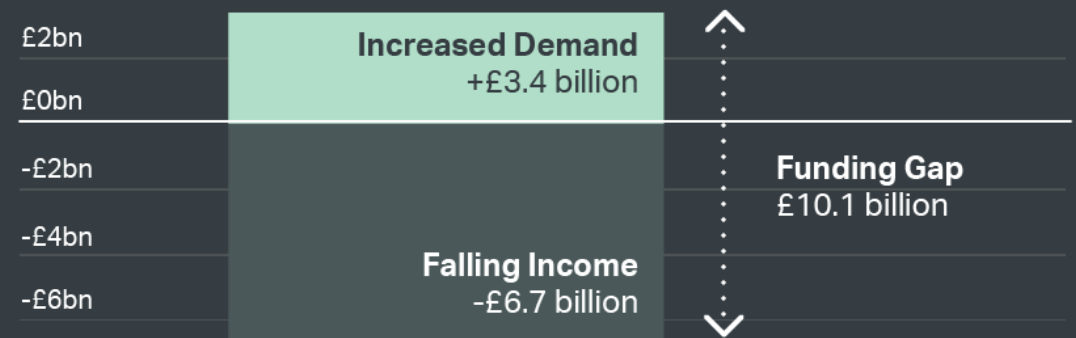 £2bn
Increased Demand
+£3.4 billion
£0bn
-£2bn
Funding Gap
£10.1 billion
-£4bn
Falling Income
-£6.7 billion
-£6bn